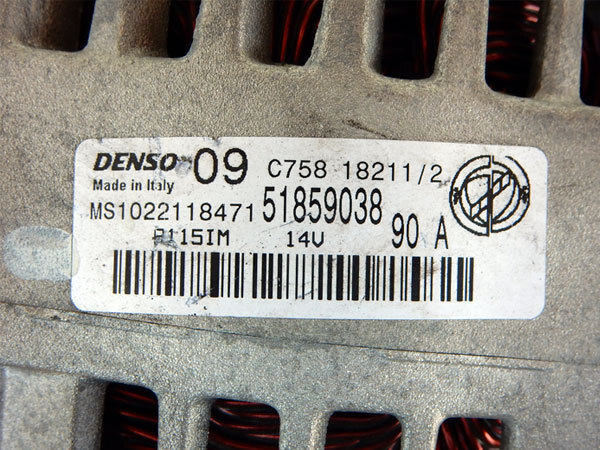 DENSO 09 C758 18211/2
Made in Italy
MS1022118471 51859038
A115IM 14V 90 A